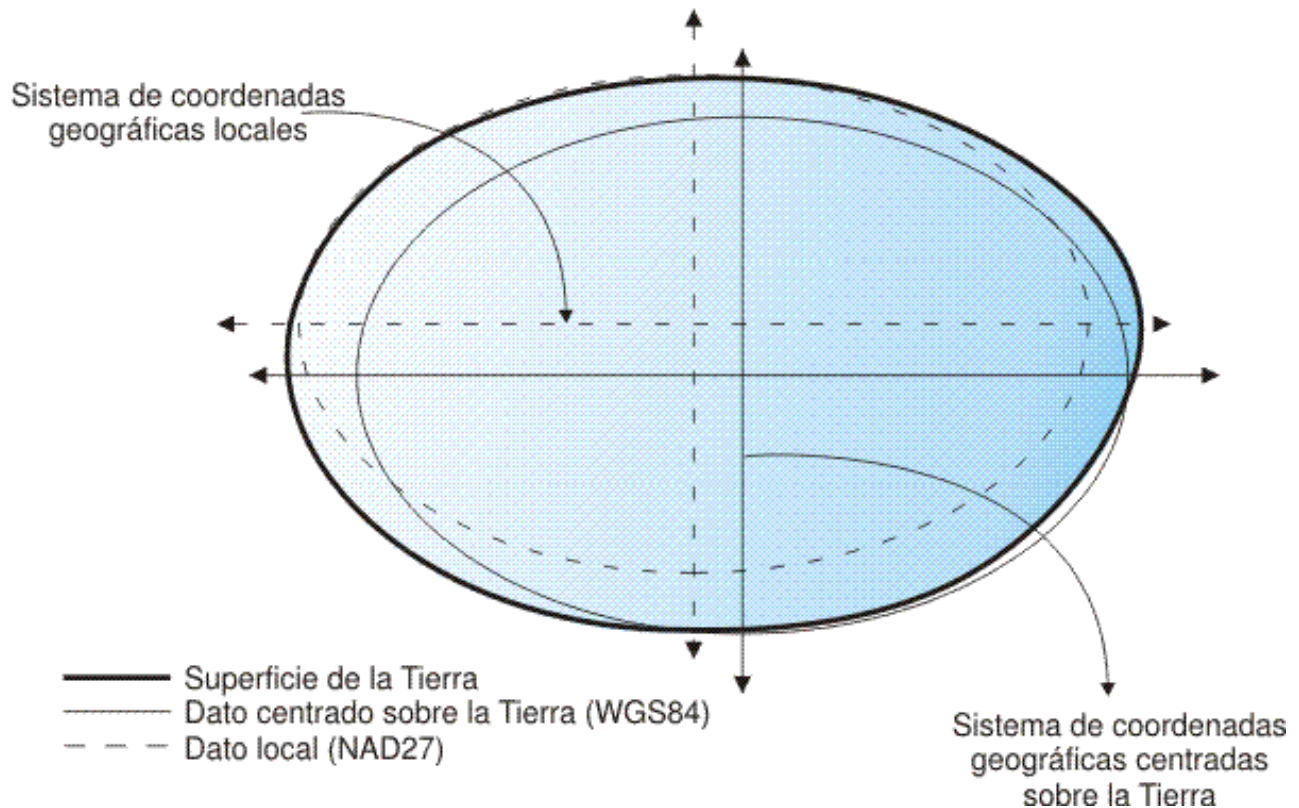 Sistema de coordenadas
geográficas locales
Superficie de la Tierra
Dato centrado sobre la Tierra (WGS84)
Dato local (NAD27)
Sistema de coordenadas
geográficas centradas
sobre la Tierra